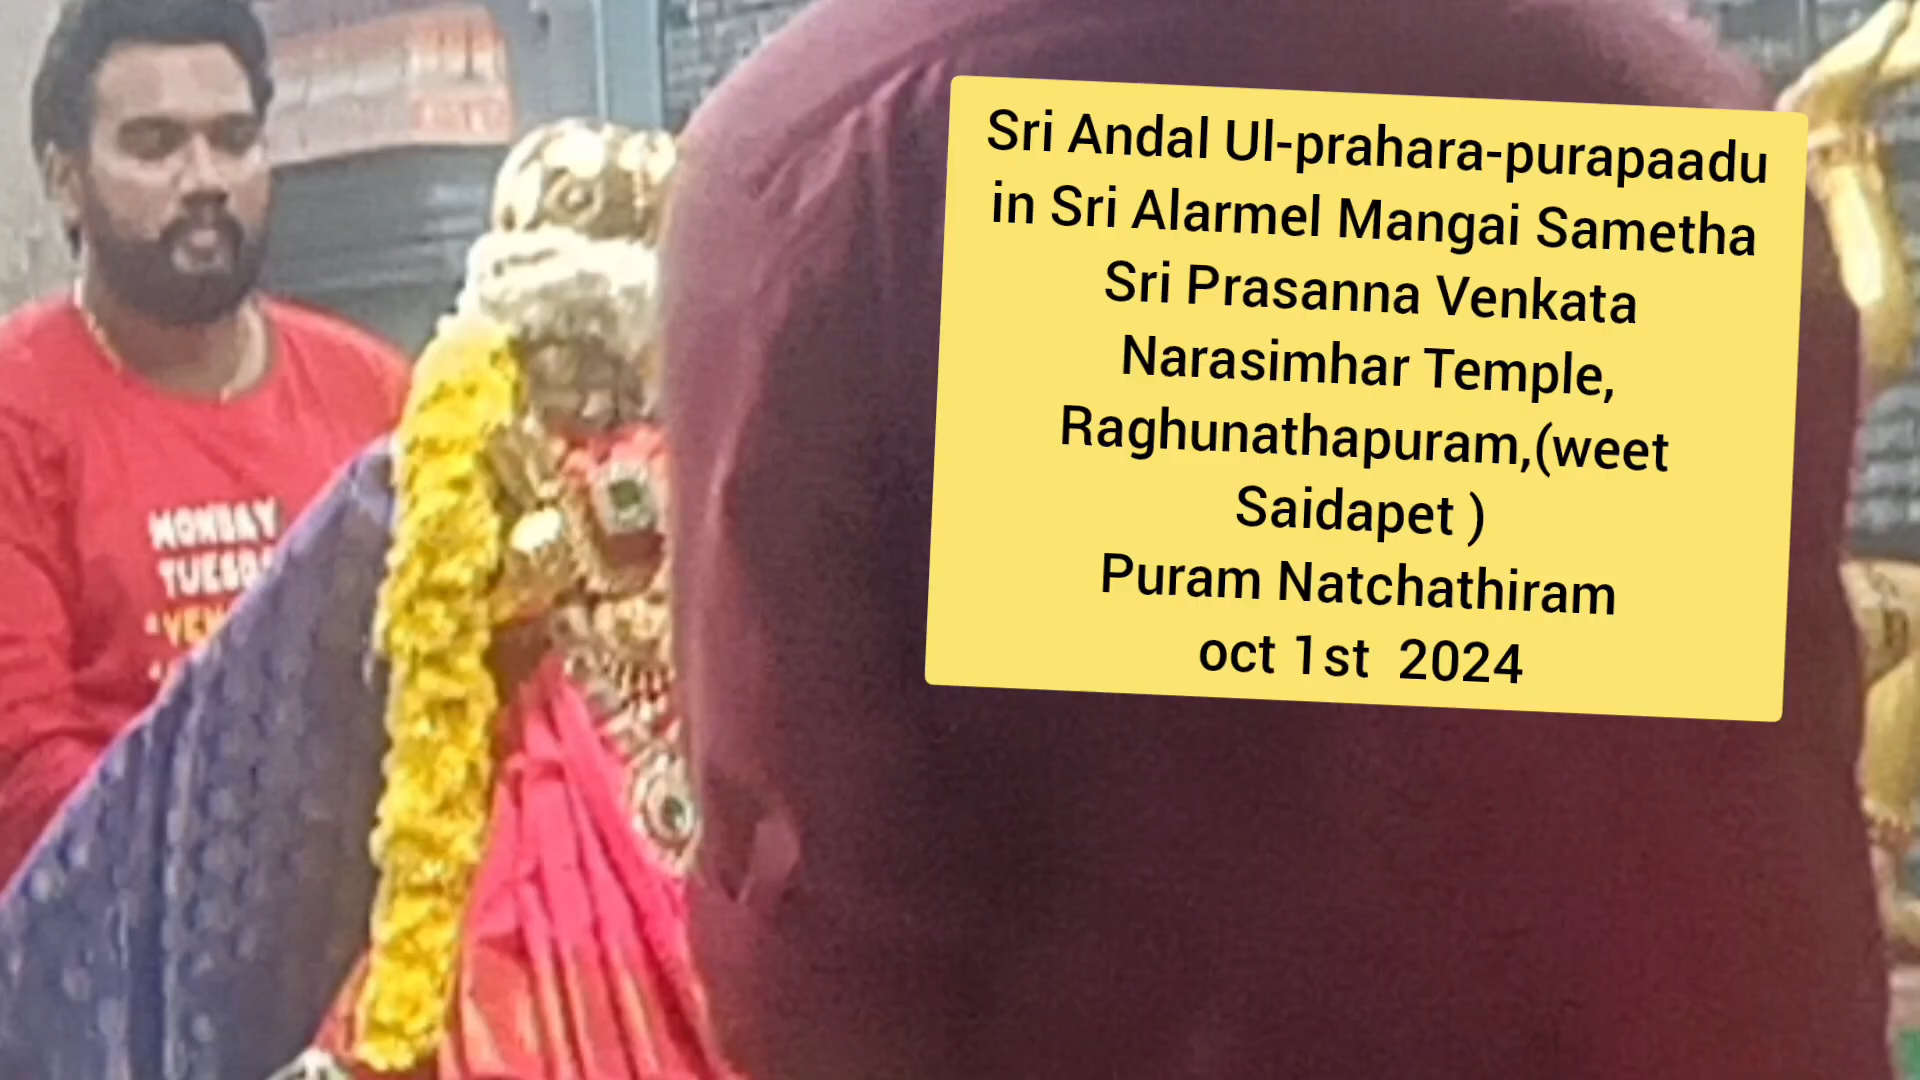 Sri Andal Ul-prahara-purapaadu
in Sri Alarmel Mangai Sametha
Sri Prasanna Venkata
Narasimhar Temple,
Raghunathapuram,(weet
Saidapet )
Puram Natchathiram
oct 1st  2024
MONDAY